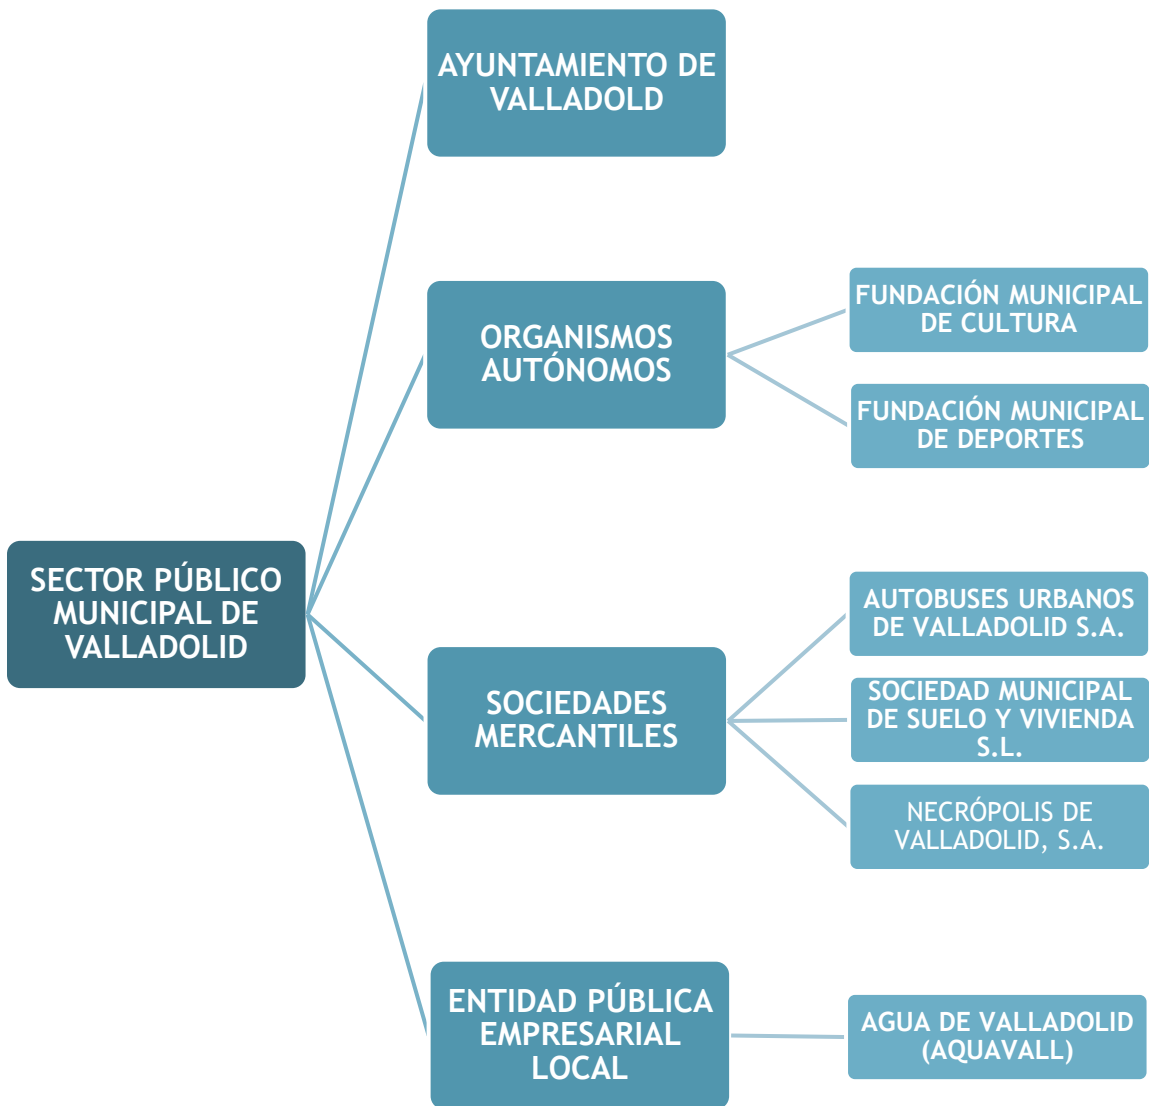 AYUNTAMIENTO DE
VALLADOLD
ORGANISMOS
AUTÓNOMOS
FUNDACIÓN MUNICIPAL
DE CULTURA
FUNDACIÓN MUNICIPAL
DE DEPORTES
SECTOR PÚBLICO
MUNICIPAL DE
VALLADOLID
SOCIEDADES
MERCANTILES
AUTOBUSES URBANOS
DE VALLADOLID S.A.
SOCIEDAD MUNICIPAL
DE SUELO Y VIVIENDA
S.L.
NECRÓPOLIS DE
VALLADOLID, S.A.
ENTIDAD PÚBLICA
EMPRESARIAL
LOCAL
AGUA DE VALLADOLID
(AQUAVALL)